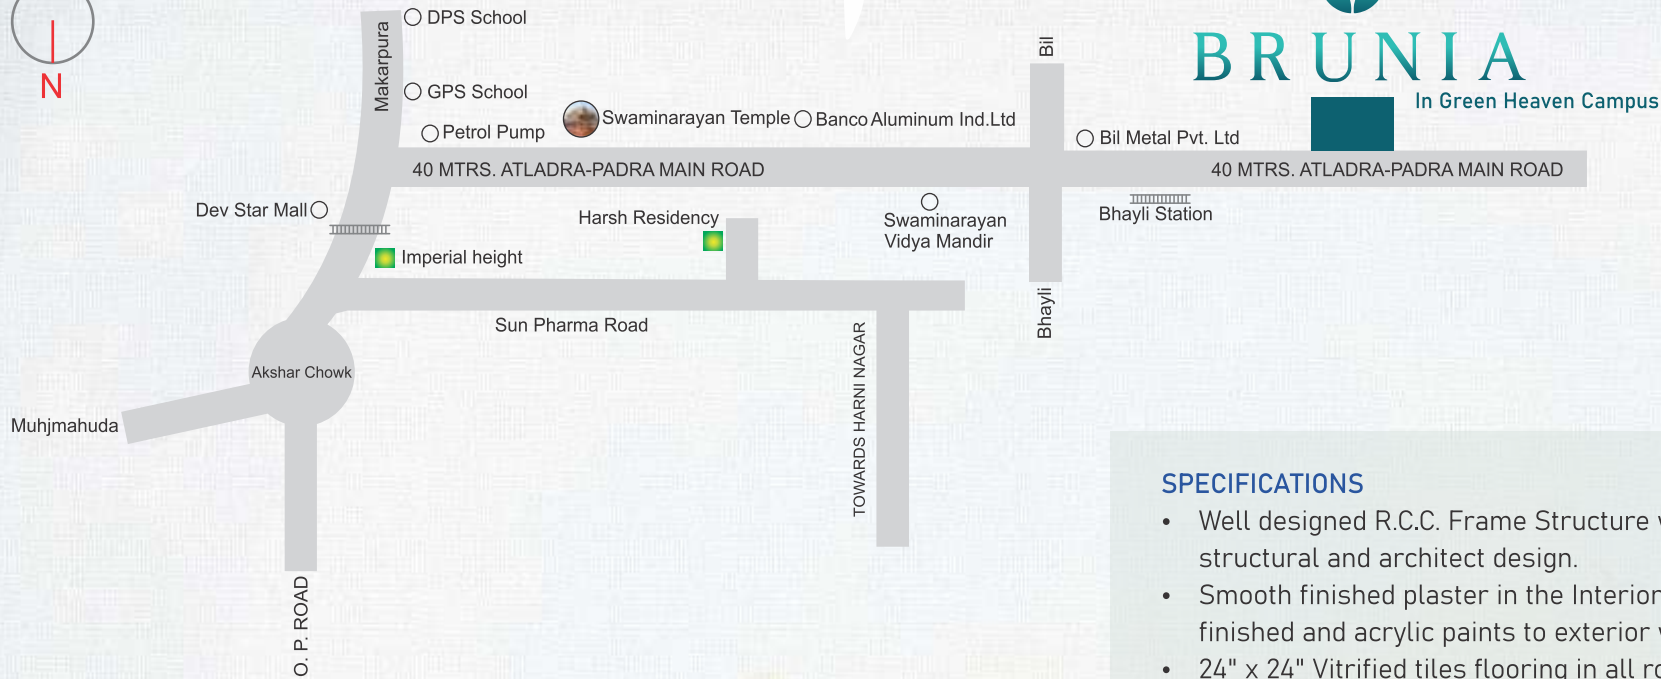 N
Makarpura
DPS School
GPS School
Petrol Pump
Swaminarayan Temple
Banco Aluminum Ind.Ltd
Bil
Bil Metal Pvt. Ltd
BRUNIA
In Green Heaven Campus
40 MTRS. ATLADRA-PADRA MAIN ROAD
40 MTRS. ATLADRA-PADRA MAIN ROAD
Dev Star Mall
Imperial height
Harsh Residency
Swaminarayan
Vidya Mandir
Bhayli Station
Bhayli
Sun Pharma Road
TOWARDS HARNI NAGAR
Akshar Chowk
Muhjmahuda
O. P. ROAD
SPECIFICATIONS
• Well designed R.C.C. Frame Structure
structural and architect design.
• Smooth finished plaster in the Interior
finished and acrylic paints to exterior
• 24" x 24" Vitrified tiles flooring in all